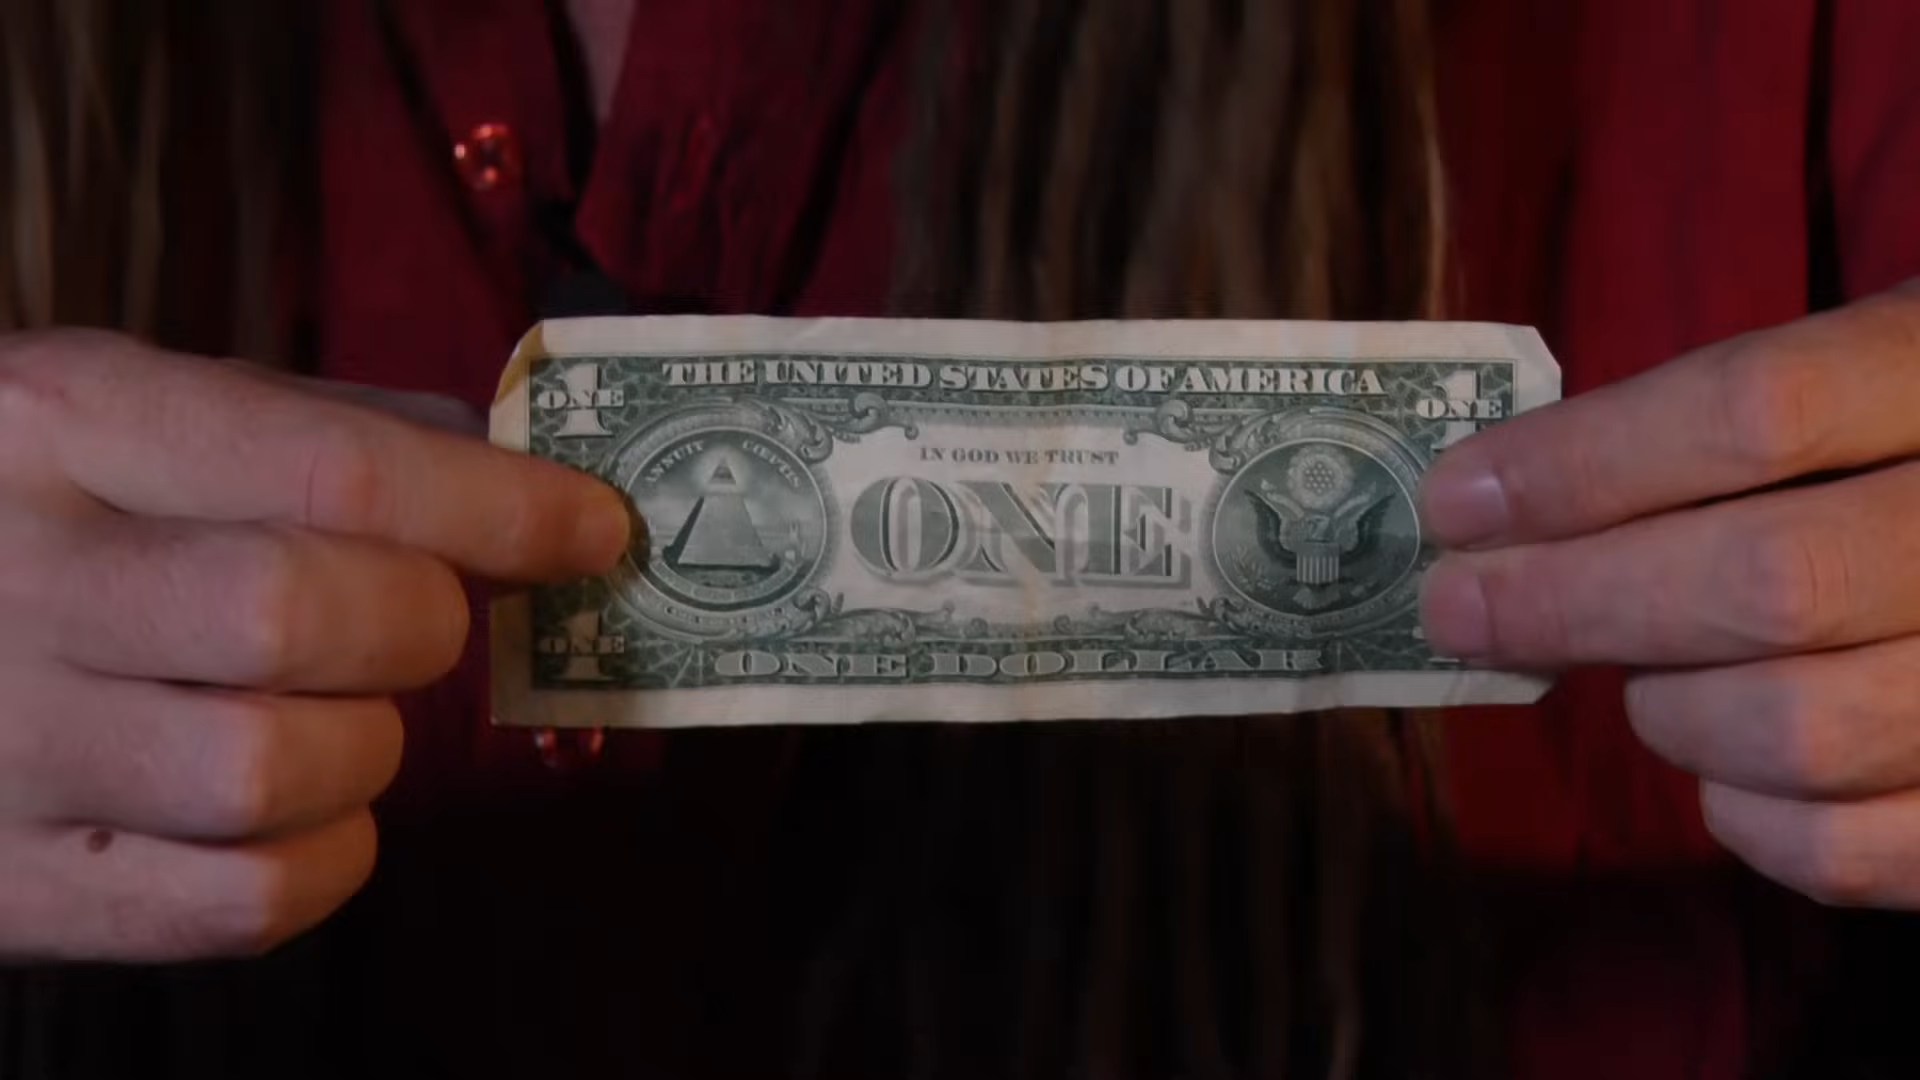 THE UNITED STATES OF AMERICA
1 ONE
1 ONE
ANNUIT CŒPTIS
IN GOD WE TRUST
ONE
1 ONE
ONE DOLLAR